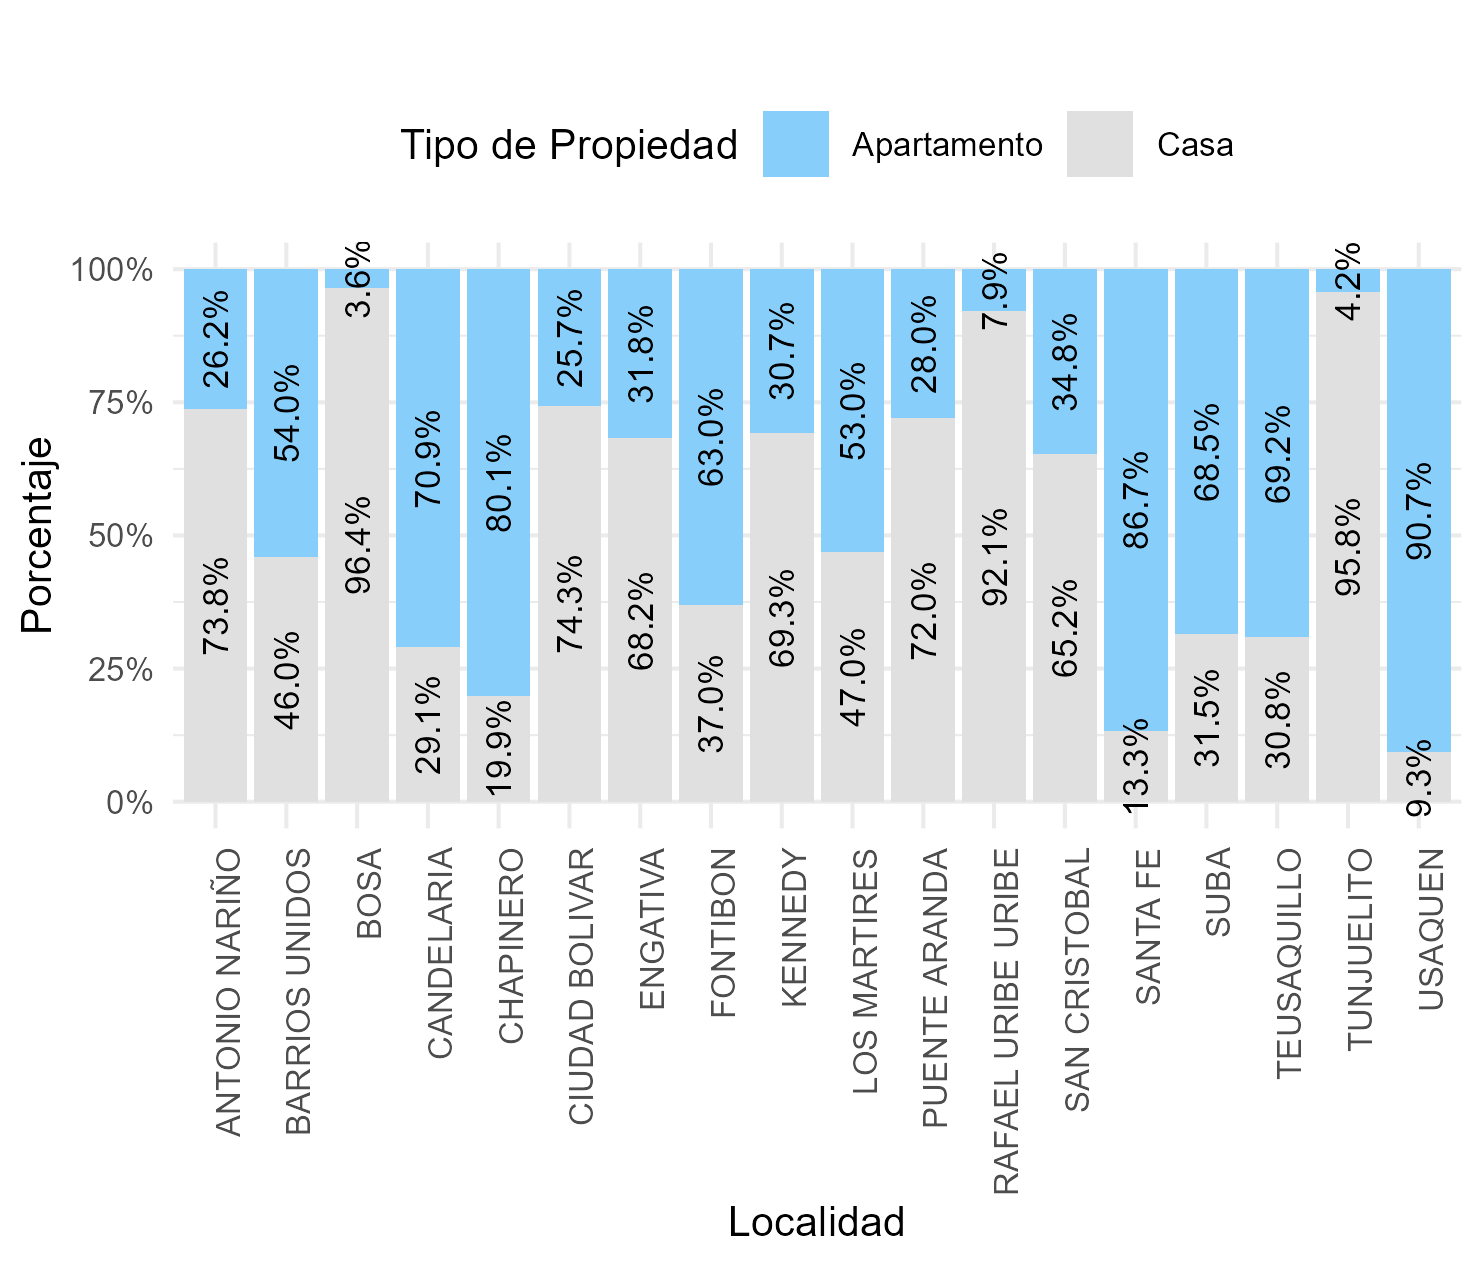 Tipo de Propiedad Apartamento Casa
Porcentaje
100%
75%
50%
25%
0%
26.2% 54.0% 3.6% 70.9% 80.1% 25.7% 31.8% 63.0% 30.7% 53.0% 28.0% 7.9% 34.8% 86.7% 68.5% 69.2% 4.2% 90.7%
73.8% 46.0% 96.4% 29.1% 19.9% 74.3% 68.2% 37.0% 69.3% 47.0% 72.0% 92.1% 65.2% 13.3% 31.5% 30.8% 95.8% 9.3%
ANTONIO NARIÑO
BARRIOS UNIDOS
BOSA
CANDELARIA
CHAPINERO
CIUDAD BOLIVAR
ENGATIVA
FONTIBON
KENNEDY
LOS MARTIRES
PUENTE ARANDA
RAFAEL URIBE URIBE
SAN CRISTOBAL
SANTA FE
SUBA
TEUSAQUILLO
TUNJUELITO
USAQUEN
Localidad